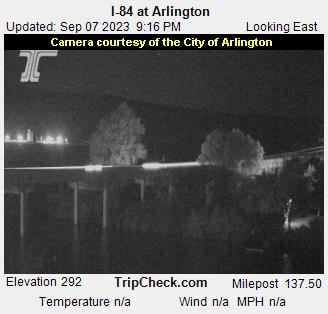 I-84 at Arlington
Updated: Sep 07 2023 9:16 PM Looking East
Camera courtesy of the City of Arlington
Elevation 292 TripCheck.com Milepost 137.50
Temperature n/a Wind n/a MPH n/a